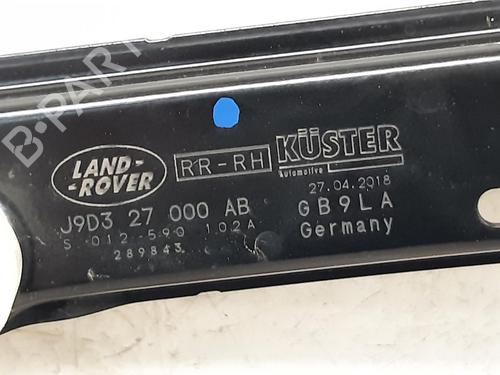 B-PARTS
LAND-
-ROVER
RR-RH
KÜSTER
Automotive
27.04.2018
J9D3 27 000 AB
GB9LA
S 012-590 102A
Germany
289843